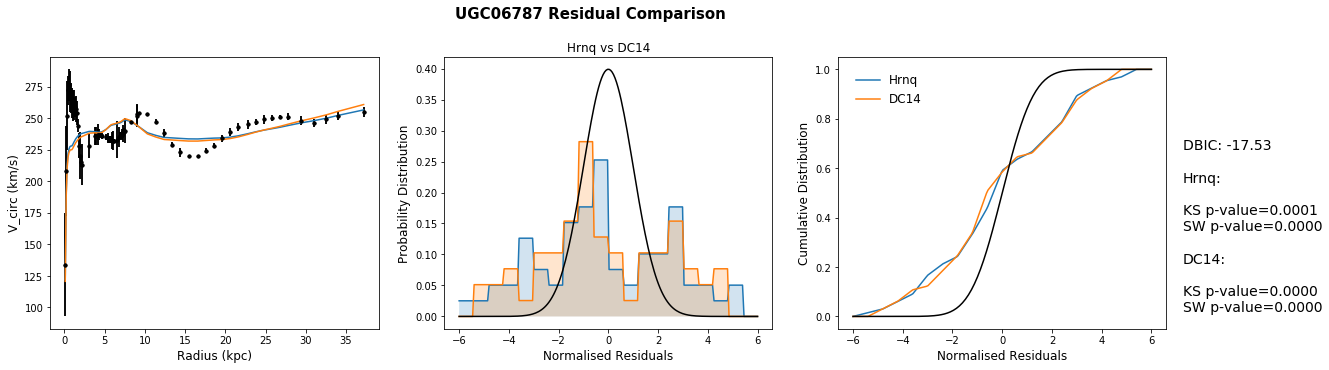 UGC06787 Residual Comparison
V_circ (km/s)
275
250
225
200
175
150
125
100
0 5 10 15 20 25 30 35
Radius (kpc)
Hrnq vs DC14
Probability Distribution
0.40
0.35
0.30
0.25
0.20
0.15
0.10
0.05
0.00
−6 −4 −2 0 2 4 6
Normalised Residuals
Cumulative Distribution
1.0
0.8
0.6
0.4
0.2
0.0
Hrnq
DC14
−6 −4 −2 0 2 4 6
Normalised Residuals
DBIC: -17.53
Hrnq:
KS p-value=0.0001
SW p-value=0.0000
DC14:
KS p-value=0.0000
SW p-value=0.0000